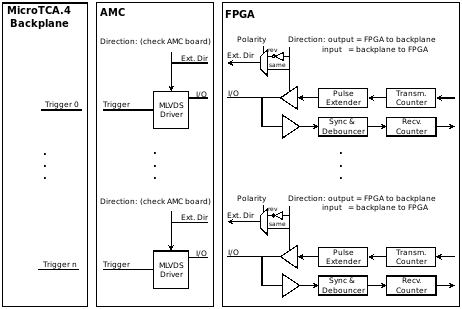 MicroTCA.4
Backplane
AMC
FPGA
Direction: (check AMC board)
Ext. Dir
Trigger 0
Trigger
MLVDS
Driver
I/O
Polarity
Ext. Dir
rev
same
Direction: output = FPGA to backplane
input = backplane to FPGA
I/O
Pulse
Extender
Transm.
Counter
Sync &
Debouncer
Recv.
Counter
Direction: (check AMC board)
Ext. Dir
Trigger n
Trigger
MLVDS
Driver
I/O
Polarity
Ext. Dir
rev
same
Direction: output = FPGA to backplane
input = backplane to FPGA
I/O
Pulse
Extender
Transm.
Counter
Sync &
Debouncer
Recv.
Counter